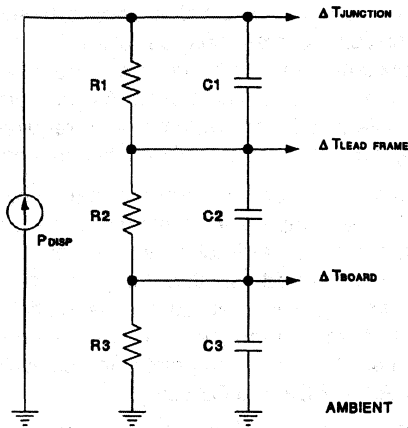 Δ TJUNCTION
R1
C1
Δ TLEAD FRAME
R2
C2
PDISP
Δ TBOARD
R3
C3
AMBIENT